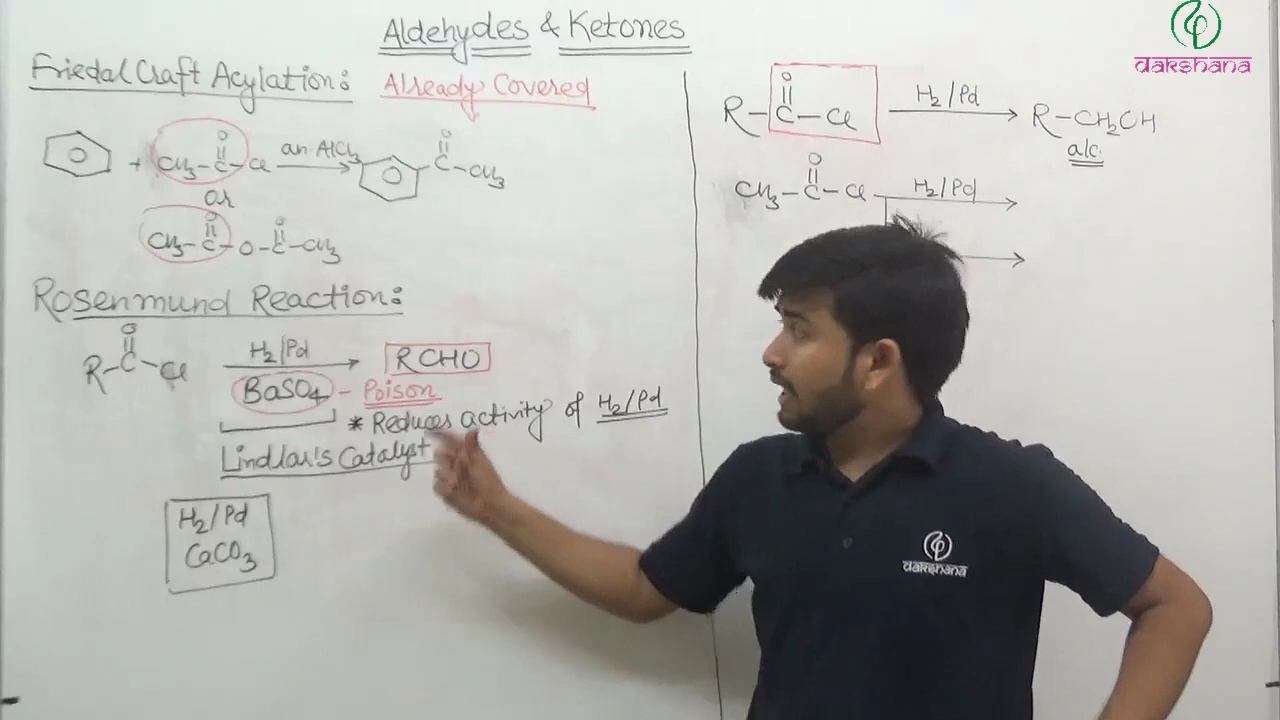 Aldehydes & Ketones
dakshana
Friedal Craft Acylation: Already Covered
+ CH3-C-Cl an·AlCl3 C-CH3
O
O
or
CH3-C-O-C-CH3
O
O
Rosenmund Reaction:
O
R-C-Cl H2/Pd RCHO
BaSO4 - Poison
* Reduces activity of H2/Pd
Lindlar's Catalyst
H2/Pd
CaCO3
O
R-C-Cl H2/Pd R-CH2OH
alc.
O
CH3-C-Cl H2/Pd
dakshana